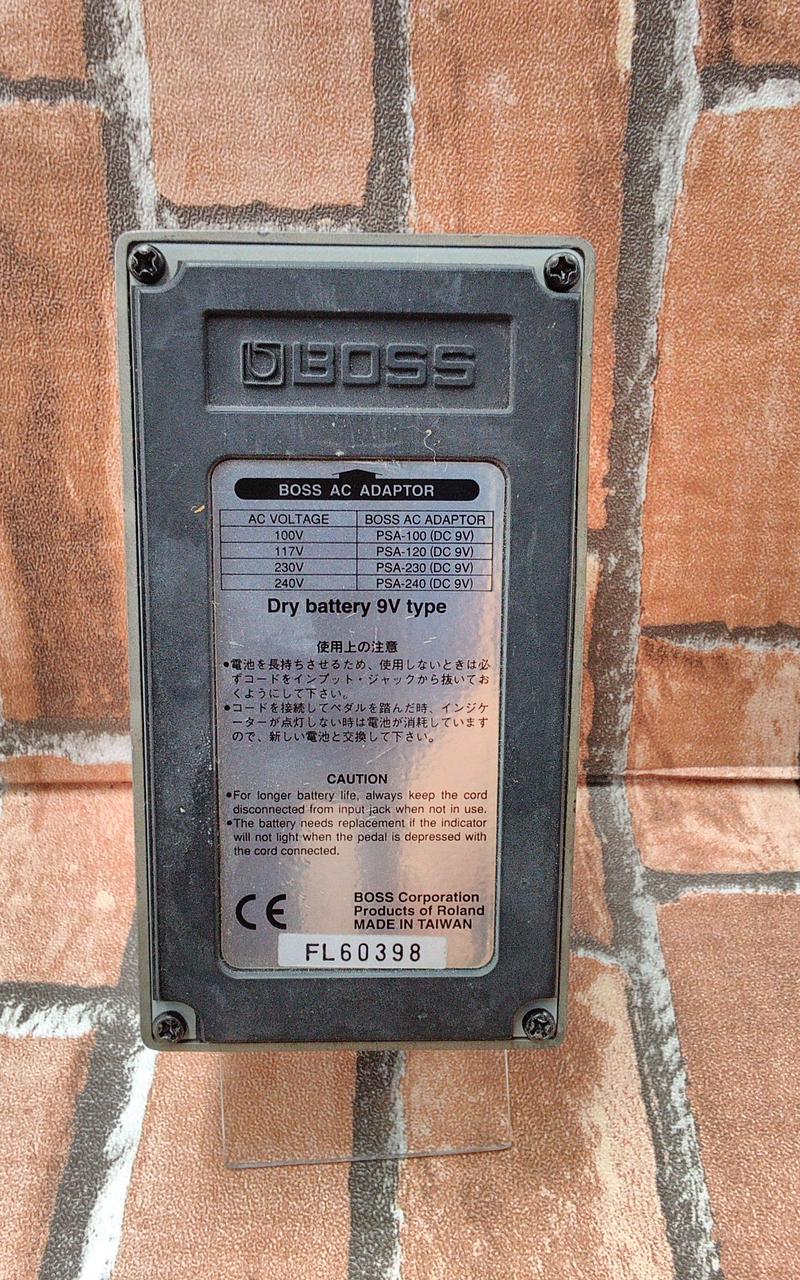 BOSS
BOSS AC ADAPTOR
AC VOLTAGE BOSS AC ADAPTOR
100V PSA-100 (DC 9V)
117V PSA-120 (DC 9V)
230V PSA-230 (DC 9V)
240V PSA-240 (DC 9V)
Dry battery 9V type
使用上の注意
●電池を長持ちさせるため、使用しないときは必
ずコードをインプット・ジャックから抜いてお
くようにして下さい。
●コードを接続してペダルを踏んだ時、インジケ
ーターが点灯しない時は電池が消耗しています
ので、新しい電池と交換して下さい。
CAUTION
●For longer battery life, always keep the cord
disconnected from input jack when not in use.
●The battery needs replacement if the indicator
will not light when the pedal is depressed with
the cord connected.
CE
BOSS Corporation
Products of Roland
MADE IN TAIWAN
FL60398